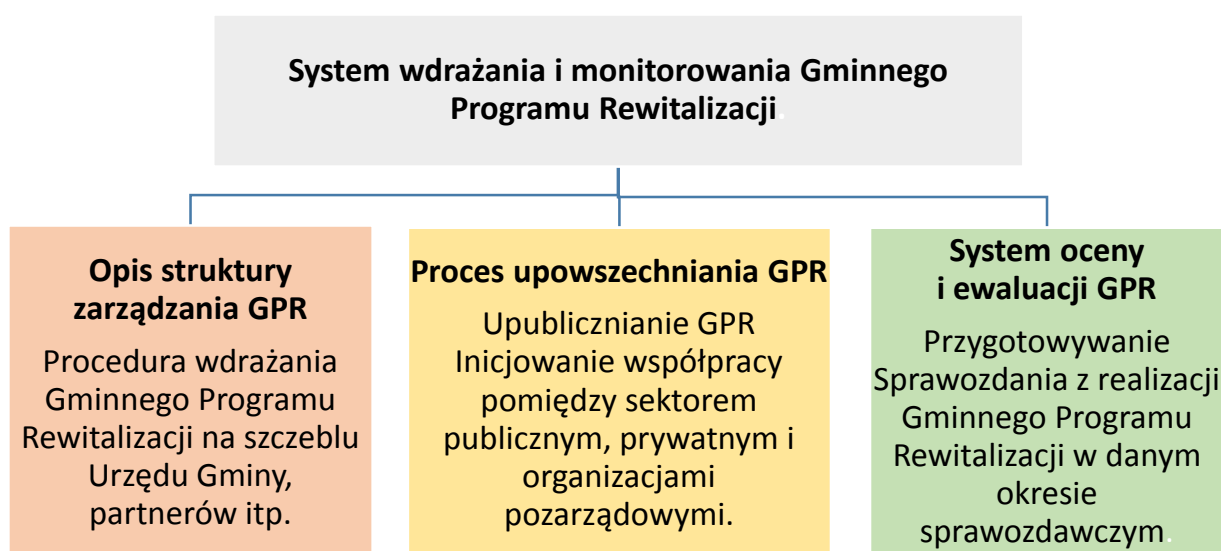 System wdrażania i monitorowania Gminnego
Programu Rewitalizacji.
Opis struktury
zarządzania GPR
Procedura wdrażania
Gminnego Programu
Rewitalizacji na szczeblu
Urzędu Gminy,
partnerów itp.
Proces upowszechniania GPR
Upublicznianie GPR
Inicjowanie współpracy
pomiędzy sektorem
publicznym, prywatnym i
organizacjami
pozarządowymi.
System oceny
i ewaluacji GPR
Przygotowywanie
Sprawozdania z realizacji
Gminnego Programu
Rewitalizacji w danym
okresie
sprawozdawczym.